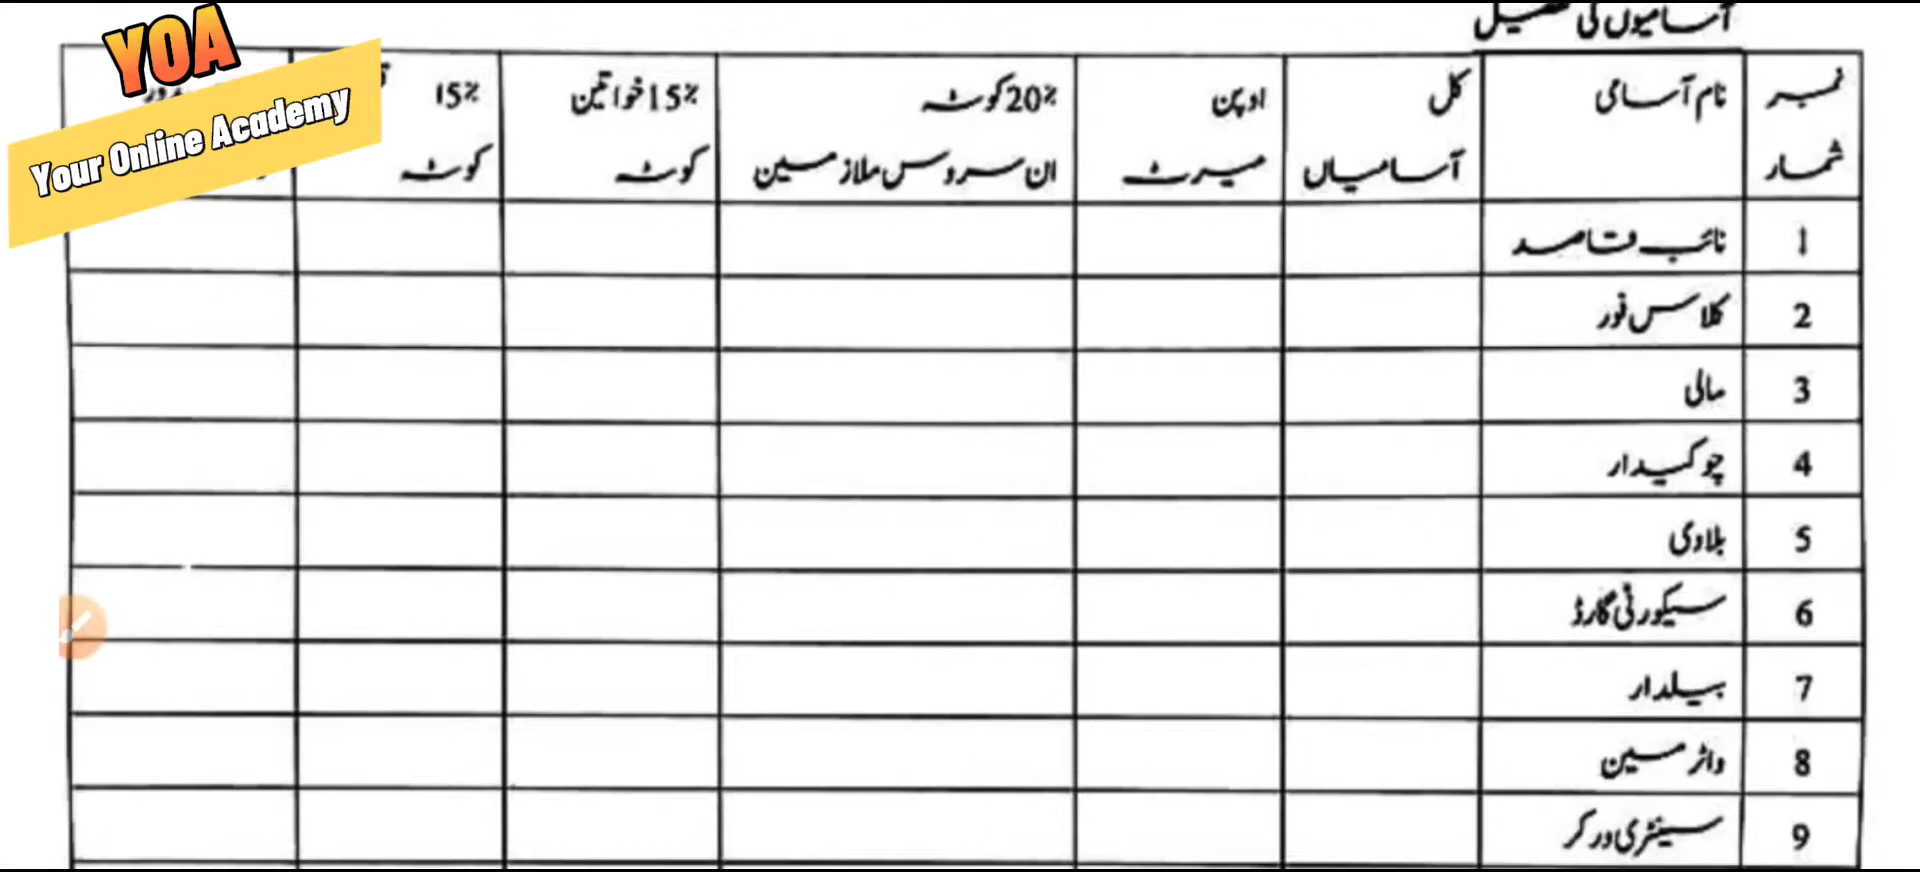 آسامیوں کی تفصیل
نمبر شمار	نام آسامی	کل آسامیاں	اوپن میرٹ	20٪ کوٹہ ان سروس ملازمین	15٪ خواتین کوٹہ	15٪ کوٹہ
1	نائب قاصد
2	کلاس فور
3	مالی
4	چوکیدار
5	بلاوی
6	سیکورٹی گارڈ
7	بیلدار
8	واٹر مین
9	سینٹری ورکر
YOA
Your Online Academy